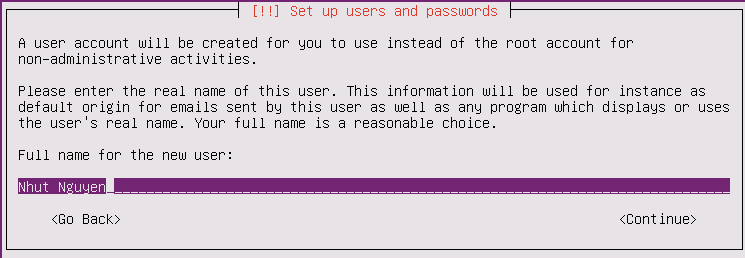 [!!] Set up users and passwords
A user account will be created for you to use instead of the root account for
non-administrative activities.
Please enter the real name of this user. This information will be used for instance as
default origin for emails sent by this user as well as any program which displays or uses
the user's real name. Your full name is a reasonable choice.
Full name for the new user:
Nhut Nguyen
<Go Back> <Continue>